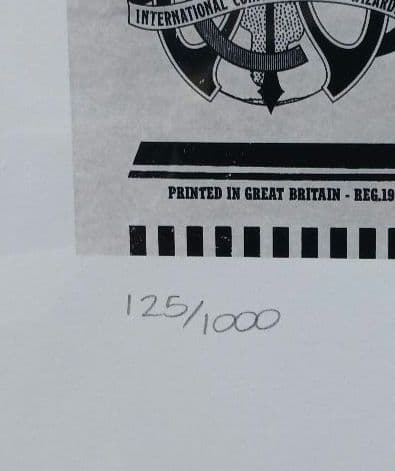 INTERNATIONAL
PRINTED IN GREAT BRITAIN - REG.19
125/1000